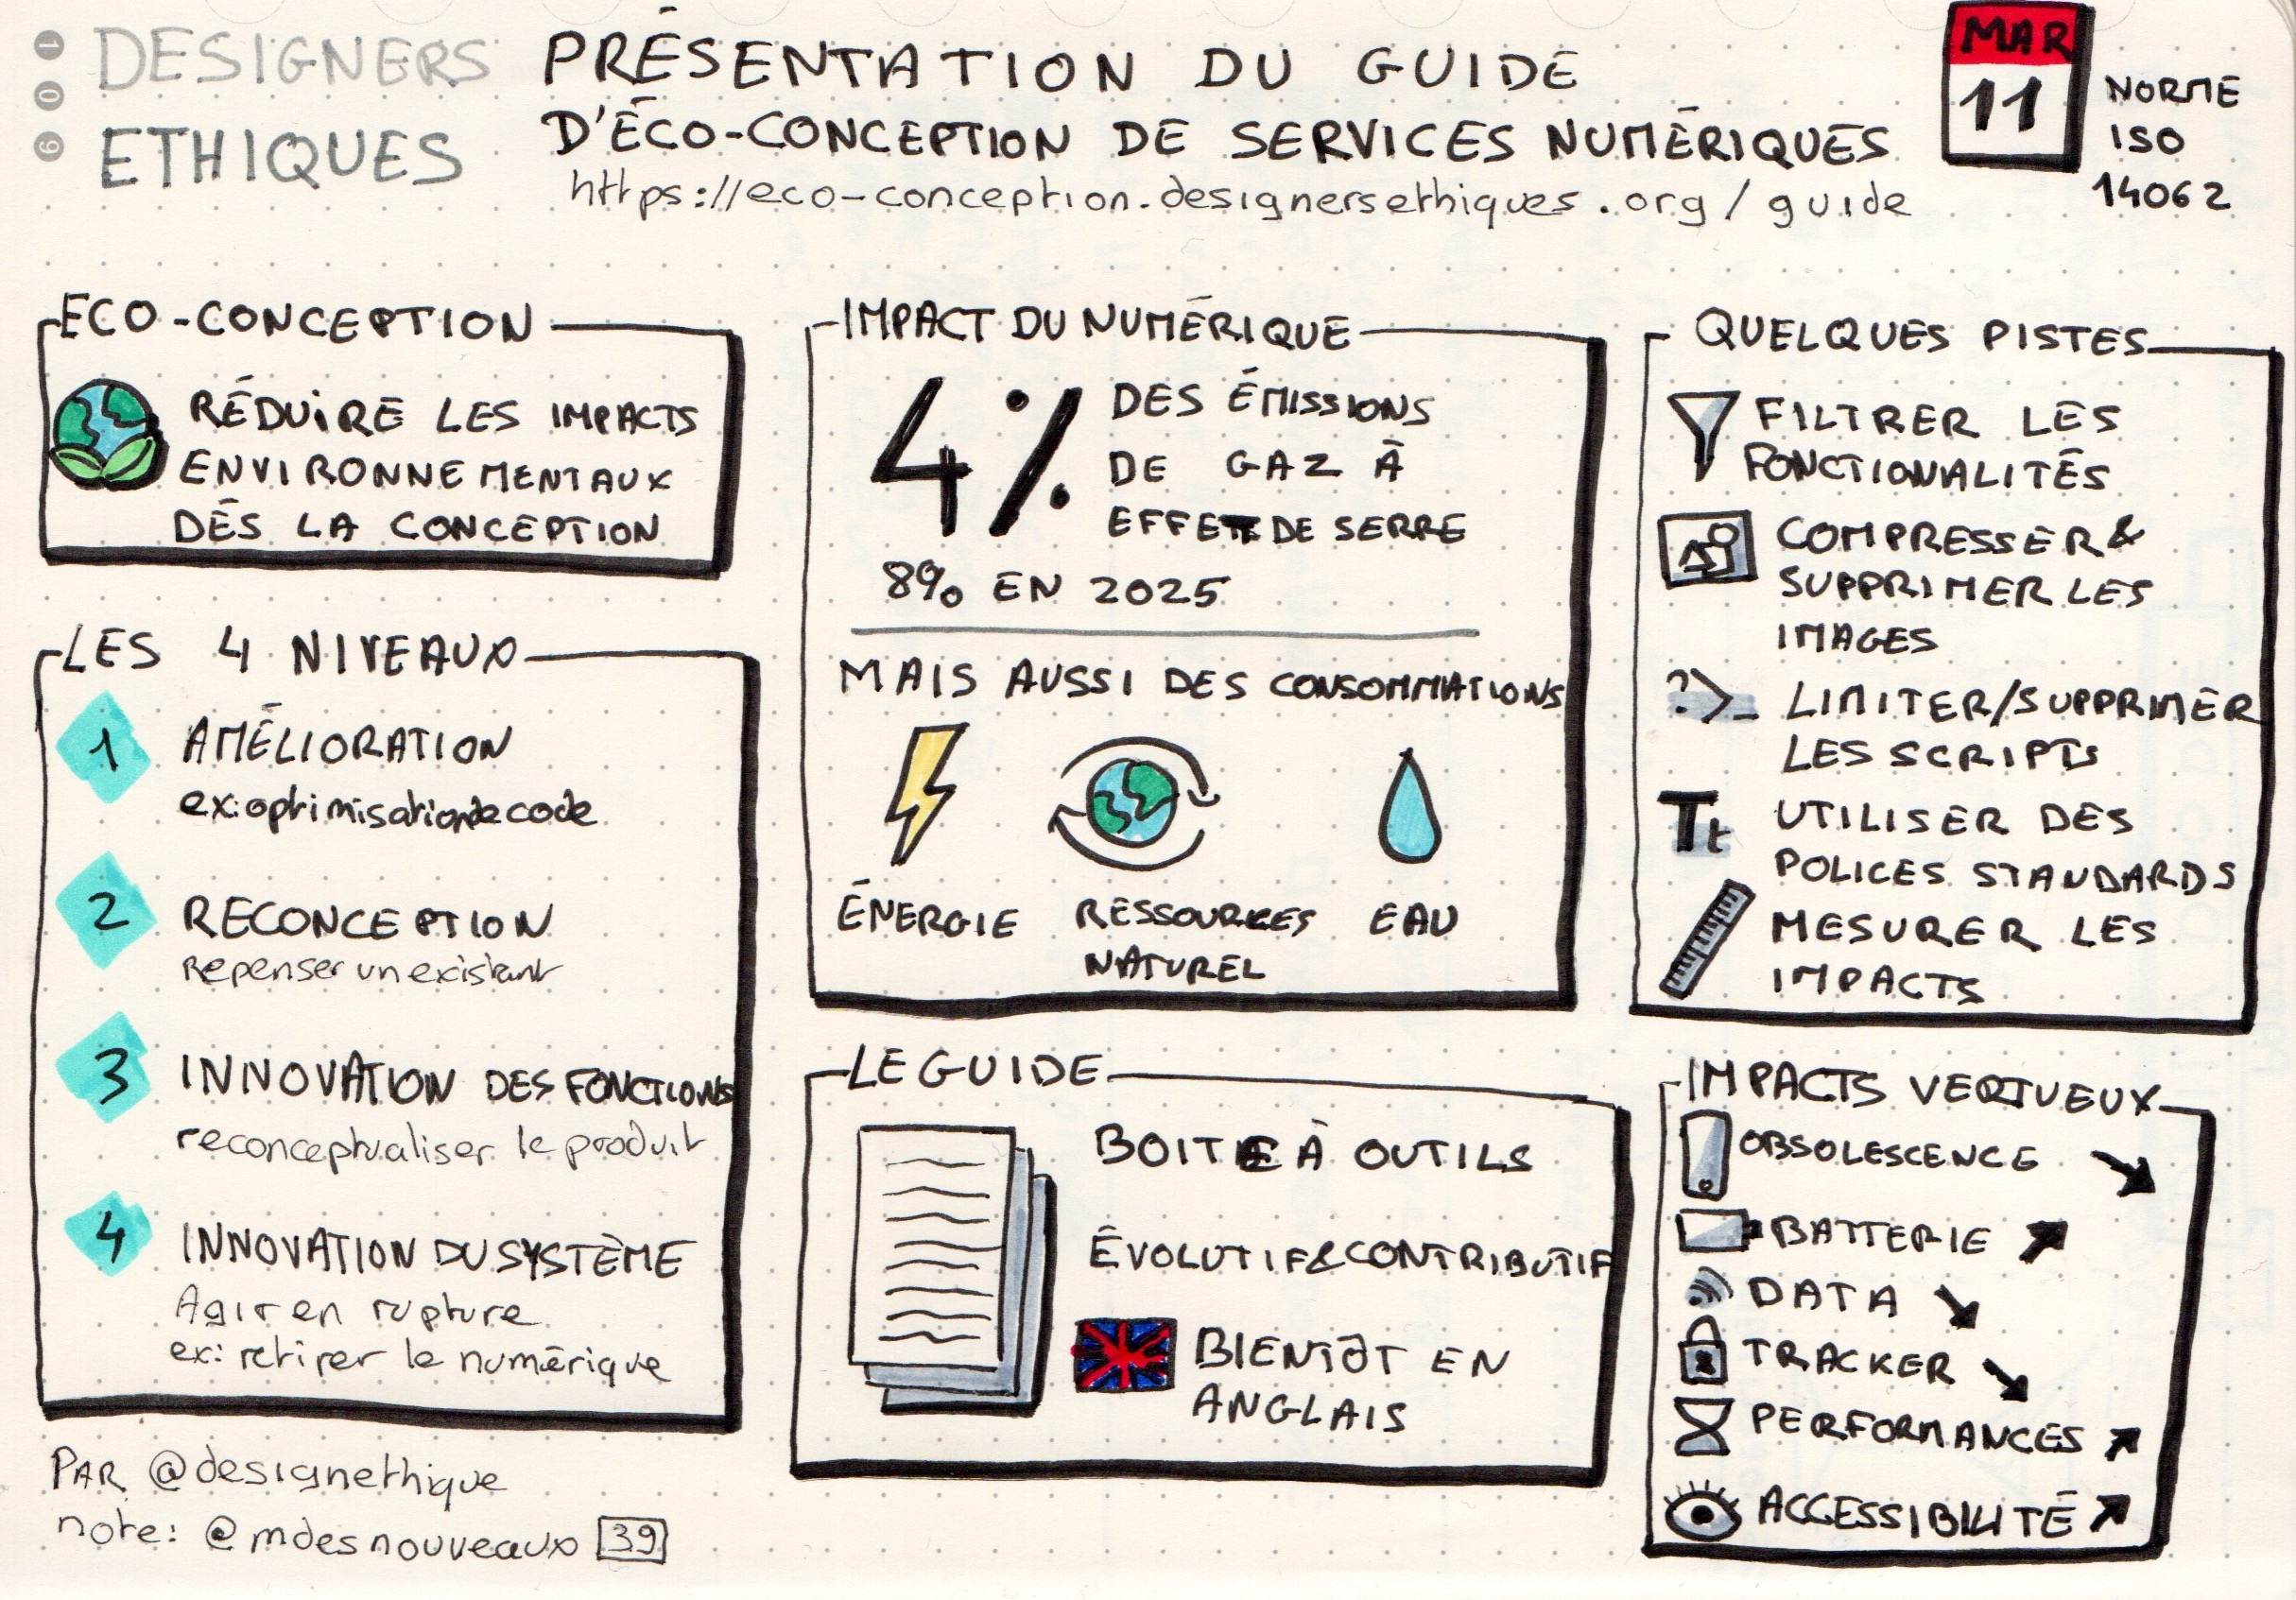 109
DESIGNERS
ETHIQUES
PRÉSENTATION DU GUIDE
D'ÉCO-CONCEPTION DE SERVICES NUMÉRIQUES
https://eco-conception.designersethiques.org/guide
MAR
11
NORME
ISO
14062
ECO-CONCEPTION
RÉDUIRE LES IMPACTS
ENVIRONNEMENTAUX
DÈS LA CONCEPTION
LES 4 NIVEAUX
1 AMÉLIORATION
ex: optimisation de code
2 RECONCEPTION
Repenser un existant
3 INNOVATION DES FONCTIONS
reconceptualiser le produit
4 INNOVATION DU SYSTÈME
Agir en rupture
ex: retirer le numérique
PAR @designethique
note: @mdesnouveaux 39
IMPACT DU NUMÉRIQUE
4% DES ÉMISSIONS
DE GAZ À
EFFET DE SERRE
8% EN 2025
MAIS AUSSI DES CONSOMMATIONS
ÉNERGIE
RESSOURCES
NATUREL
EAU
LE GUIDE
BOITE À OUTILS
ÉVOLUTIF & CONTRIBUTIF
BIENTÔT EN
ANGLAIS
QUELQUES PISTES
FILTRER LES
FONCTIONALITÉS
COMPRESSER &
SUPPRIMER LES
IMAGES
?>_ LIMITER/SUPPRIMER
LES SCRIPTS
Tt UTILISER DES
POLICES STANDARDS
MESURER LES
IMPACTS
IMPACTS VERTUEUX
OBSOLESCENCE
BATTERIE
DATA
TRACKER
PERFORMANCES
ACCESSIBILITÉ